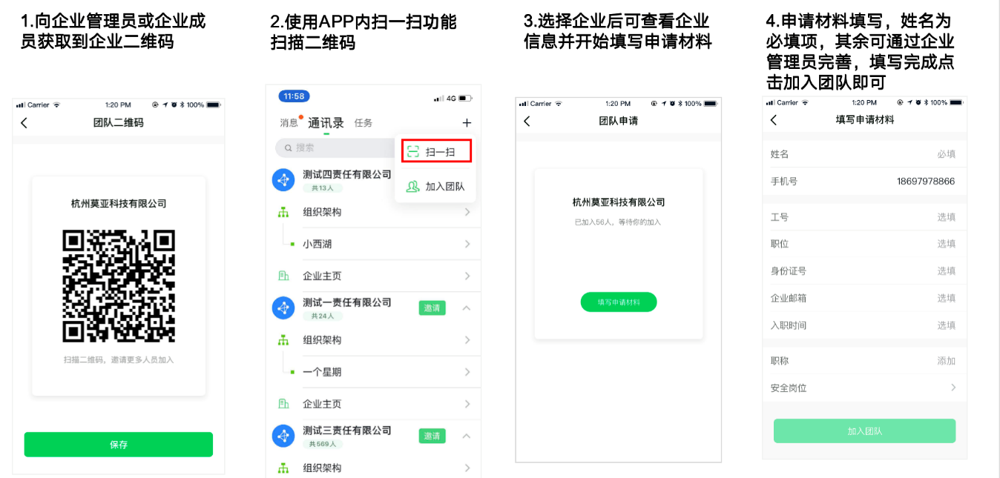 1.向企业管理员或企业成
员获取到企业二维码
Carrier
1:20 PM
100%
团队二维码
杭州莫亚科技有限公司
扫描二维码，邀请更多人员加入
保存
2.使用APP内扫一扫功能
扫描二维码
11:58
4G
消息 通讯录 任务
搜索
扫一扫
加入团队
测试四责任有限公司
共13人
组织架构
小西湖
企业主页
测试一责任有限公司
共24人
邀请
组织架构
一个星期
企业主页
测试三责任有限公司
共569人
邀请
组织架构
3.选择企业后可查看企业
信息并开始填写申请材料
Carrier
1:20 PM
100%
团队申请
杭州莫亚科技有限公司
已加入56人，等待你的加入
填写申请材料
4.申请材料填写，姓名为
必填项，其余可通过企业
管理员完善，填写完成点
击加入团队即可
Carrier
1:20 PM
100%
填写申请材料
姓名 必填
手机号 18697978866
工号 选填
职位 选填
身份证号 选填
企业邮箱 选填
入职时间 选填
职称 添加
安全岗位
加入团队